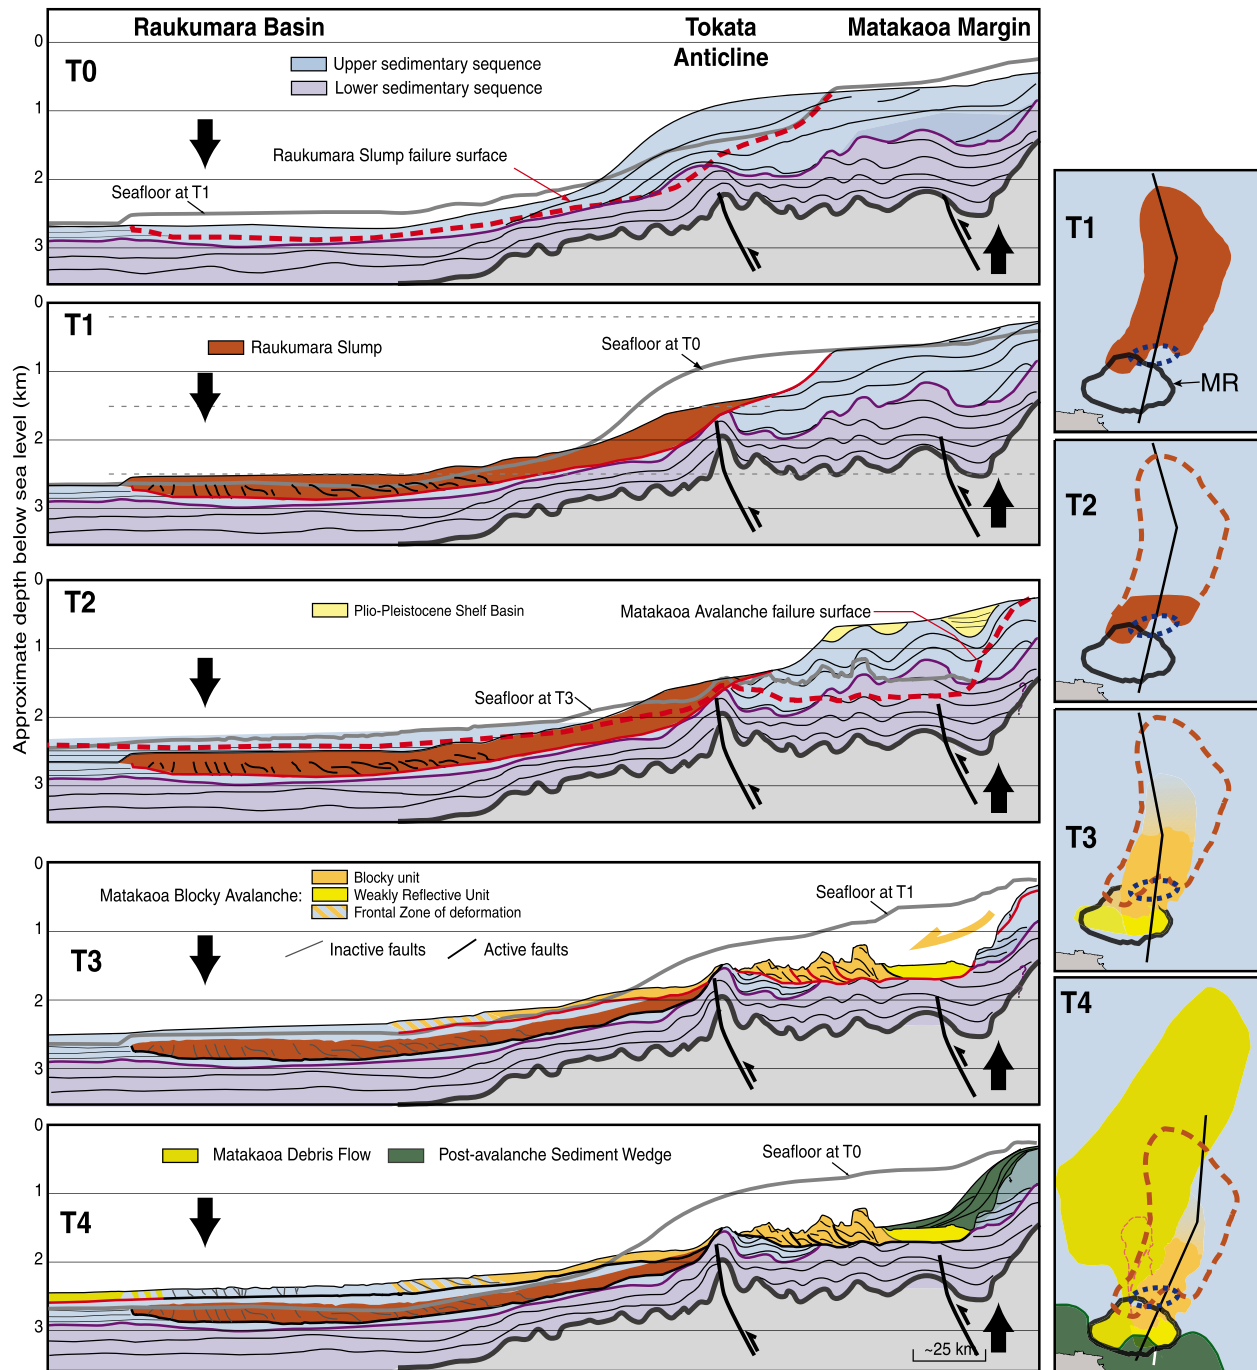 Raukumara Basin
Tokata
Anticline
Matakaoa Margin
T0
Upper sedimentary sequence
Lower sedimentary sequence
Raukumara Slump failure surface
Seafloor at T1
0
1
2
3
Approximate depth below sea level (km)
T1
Raukumara Slump
Seafloor at T0
0
1
2
3
T2
Plio-Pleistocene Shelf Basin
Matakaoa Avalanche failure surface
Seafloor at T3
?
0
1
2
3
T3
Matakaoa Blocky Avalanche:
Blocky unit
Weakly Reflective Unit
Frontal Zone of deformation
Inactive faults
Active faults
Seafloor at T1
?
0
1
2
3
T4
Matakaoa Debris Flow
Post-avalanche Sediment Wedge
Seafloor at T0
~25 km
0
1
2
3
T1
MR
T2
T3
T4